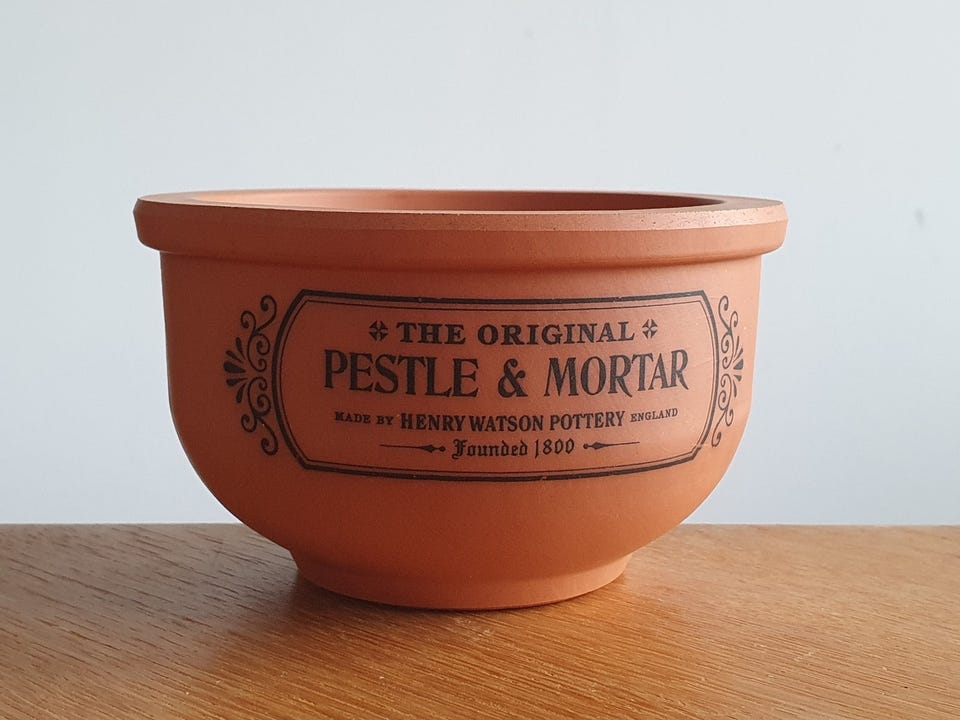 THE ORIGINAL
PESTLE & MORTAR
MADE BY HENRY WATSON POTTERY ENGLAND
Founded 1800